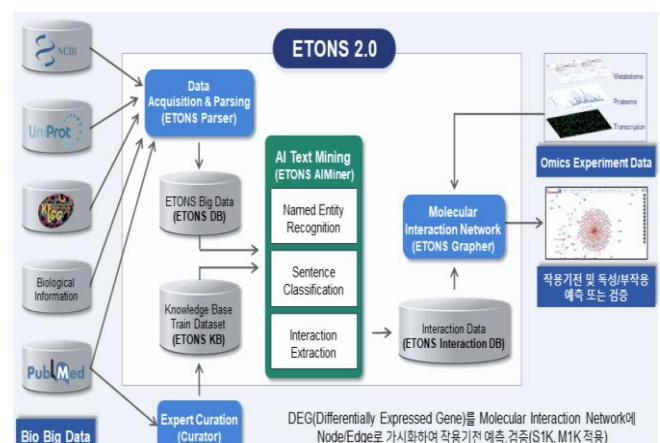 ETONS 2.0
NCBI
UniProt
KEGG
Biological
Information
PubMed
Bio Big Data
Data
Acquisition & Parsing
(ETONS Parser)
ETONS Big Data
(ETONS DB)
Knowledge Base
Train Dataset
(ETONS KB)
Expert Curation
(Curator)
AI Text Mining
(ETONS AIMiner)
Named Entity
Recognition
Sentence
Classification
Interaction
Extraction
Molecular
Interaction Network
(ETONS Grapher)
Interaction Data
(ETONS Interaction DB)
Metabolome
Proteome
Transcription
Omics Experiment Data
작용기전 및 독성/부작용
예측 또는 검증
DEG(Differentially Expressed Gene)를 Molecular Interaction Network에
Node/Edge로 가시화하여 작용기전 예측.검증(S1K, M1K 적용)